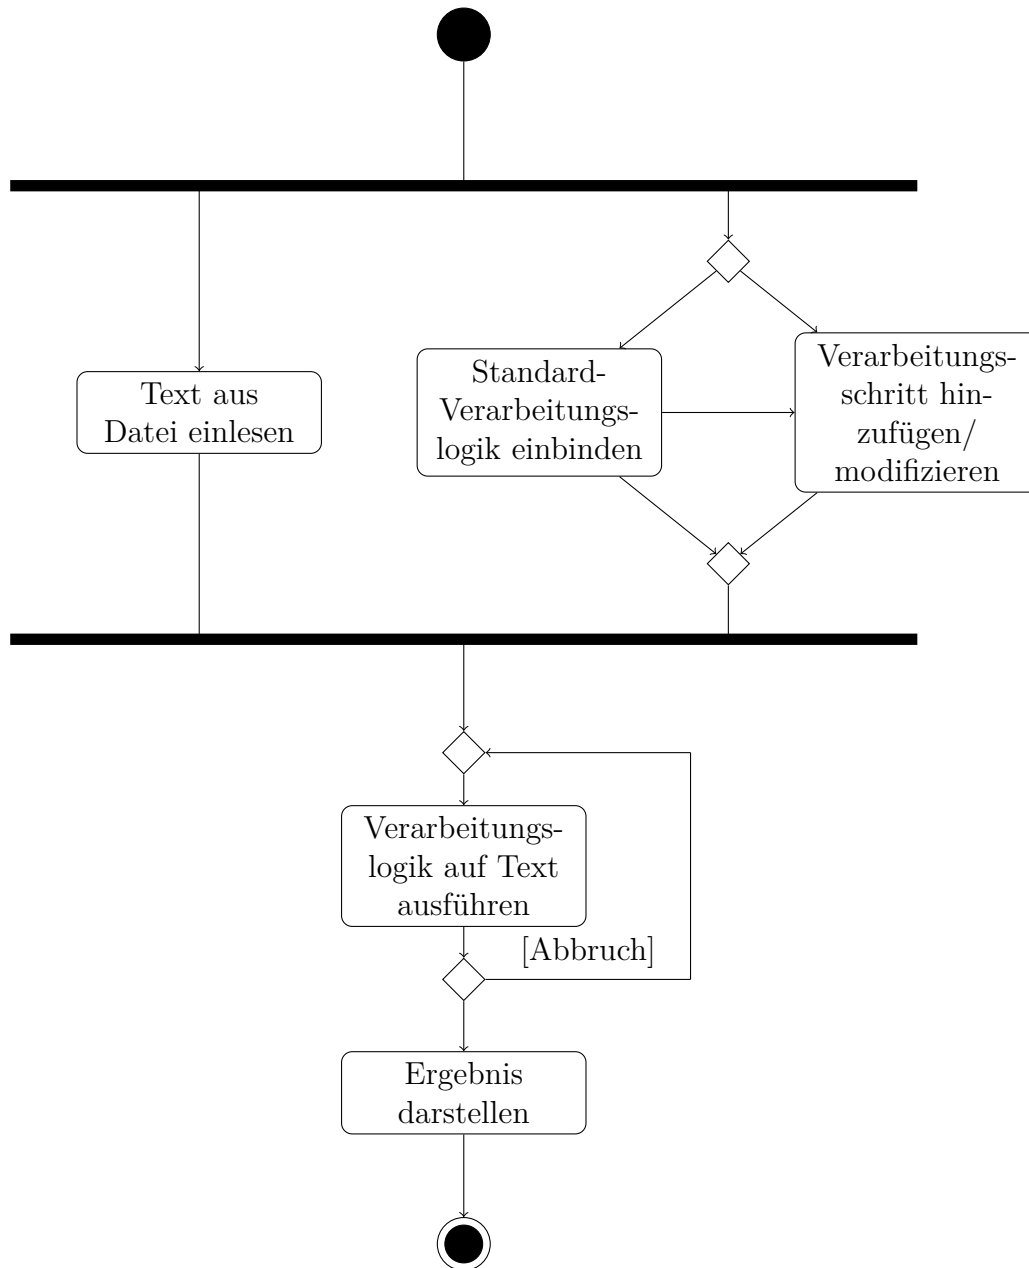 Text aus
Datei einlesen
Standard-
Verarbeitungs-
logik einbinden
Verarbeitungs-
schritt hin-
zufügen/
modifizieren
Verarbeitungs-
logik auf Text
ausführen
[Abbruch]
Ergebnis
darstellen